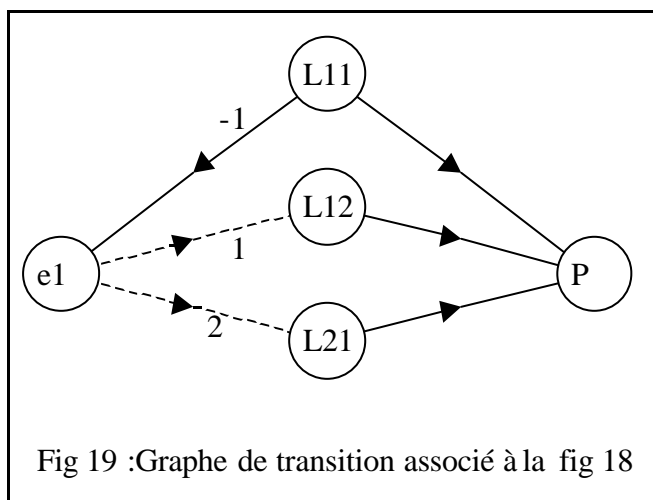 L11
-1
L12
1
e1
P
2
L21
Fig 19 :Graphe de transition associé à la fig 18